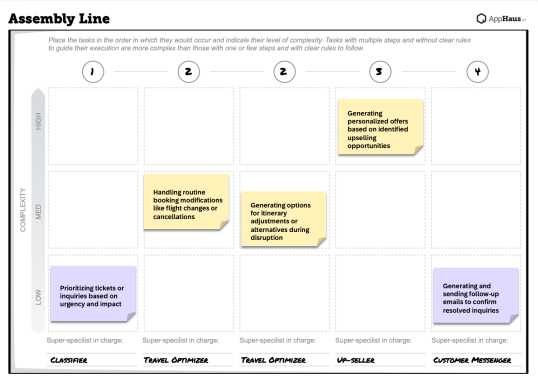 Assembly Line
AppHaus
Place the tasks in the order in which they would occur and indicate their level of complexity. Tasks with multiple steps and without clear rules
to guide their execution are more complex than those with one or few steps and with clear rules to follow.
1
2
2
3
4
COMPLEXITY
HIGH
MED
LOW
Generating
personalized offers
based on identified
upselling
opportunities
Handling routine
booking modifications
like flight changes or
cancellations
Generating options
for itinerary
adjustments or
alternatives during
disruption
Prioritizing tickets or
inquiries based on
urgency and impact
Generating and
sending follow-up
emails to confirm
resolved inquiries
Super-specilist in charge:
Super-specilist in charge:
Super-specilist in charge:
Super-specilist in charge:
Super-specilist in charge:
Classifier
Travel Optimizer
Travel Optimizer
Up-seller
Customer Messenger